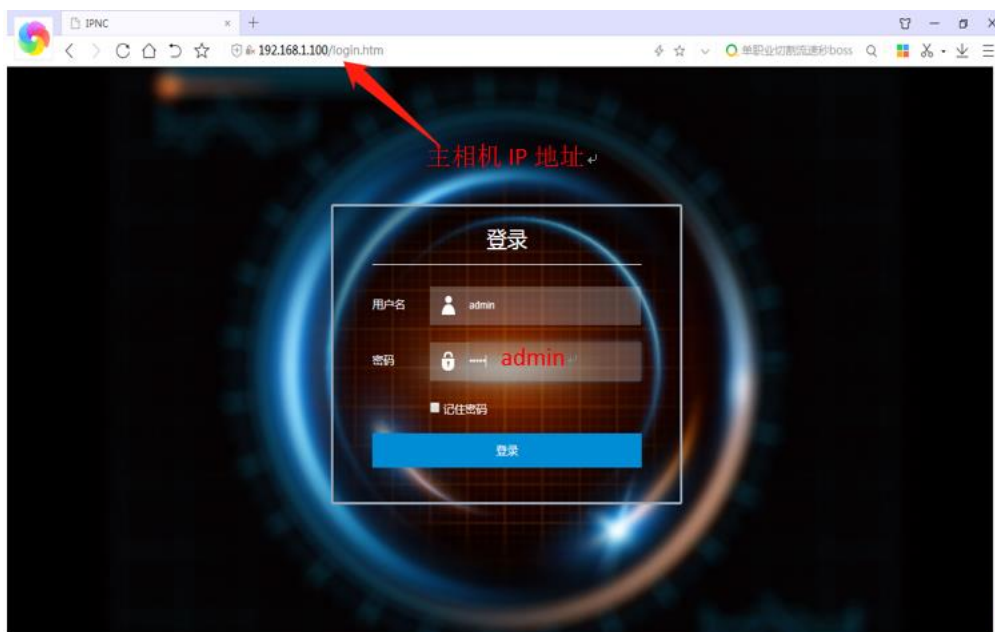 IPNC
192.168.1.100/login.htm
单职业切割流速秒boss
主相机 IP 地址
登录
用户名
admin
密码
admin
记住密码
登录